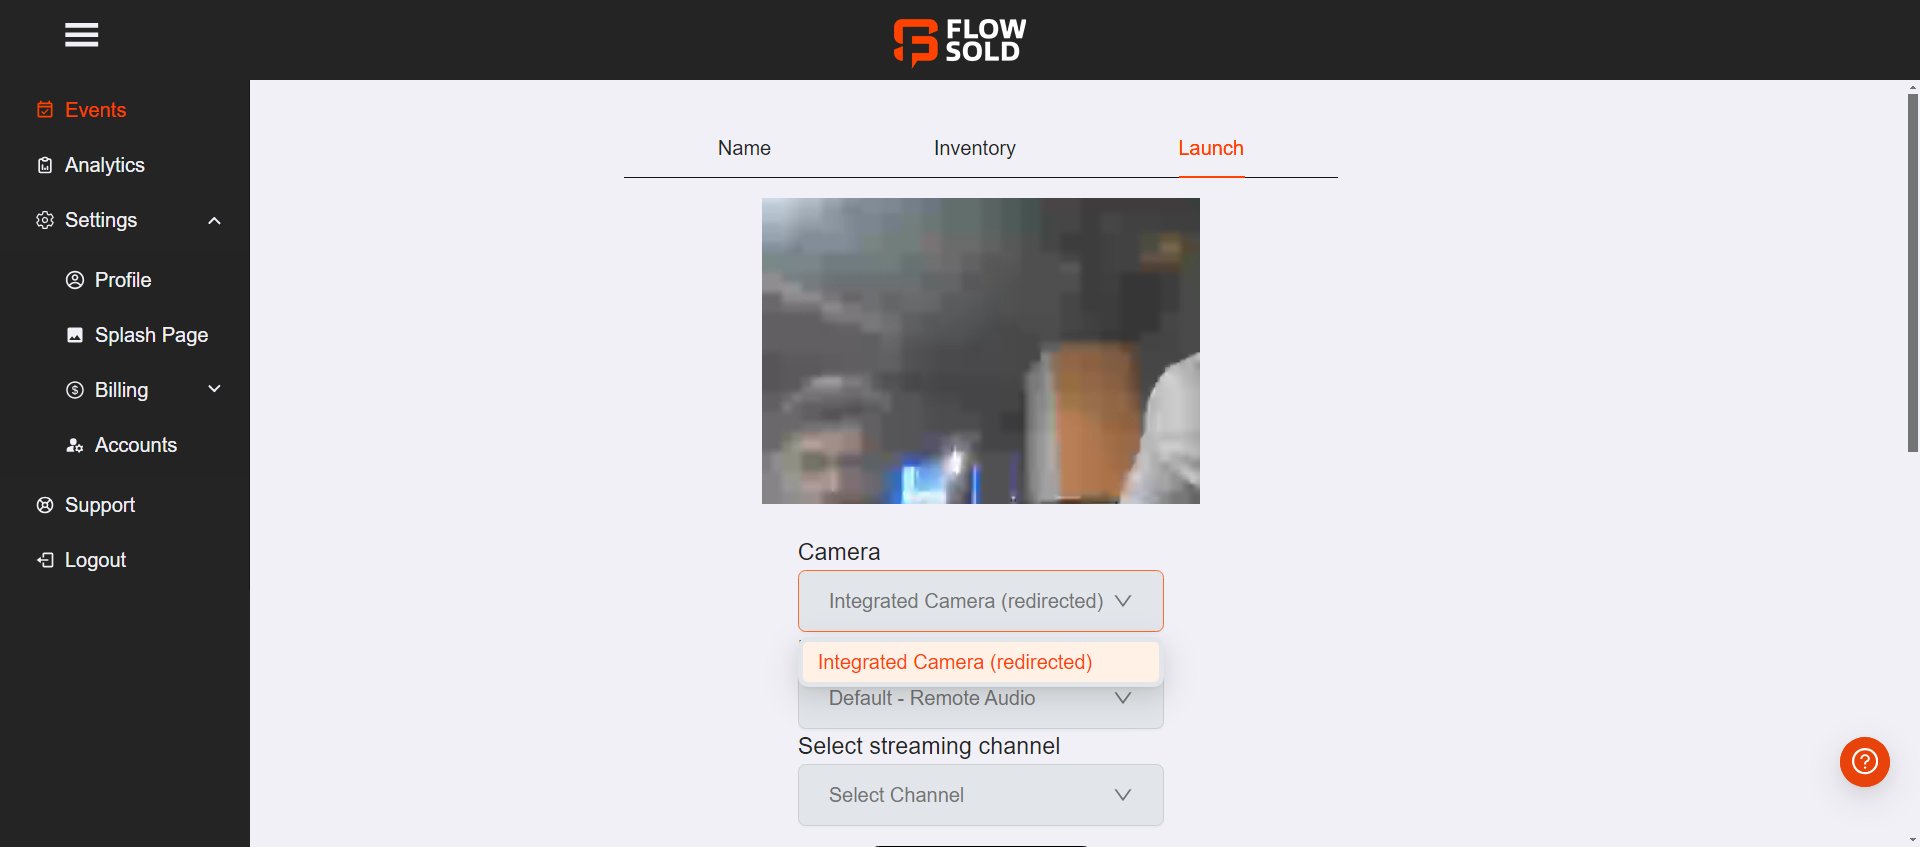 FLOW
SOLD
Events
Analytics
Settings
Profile
Splash Page
Billing
Accounts
Support
Logout
Name
Inventory
Launch
Camera
Integrated Camera (redirected)
Integrated Camera (redirected)
Default - Remote Audio
Select streaming channel
Select Channel